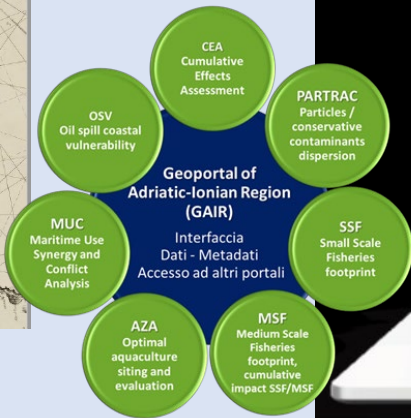 CEA
Cumulative
Effects
Assessment
PARTRAC
Particles /
conservative
contaminants
dispersion
SSF
Small Scale
Fisheries
footprint
MSF
Medium Scale
Fisheries
footprint,
cumulative
impact SSF/MSF
AZA
Optimal
aquaculture
siting and
evaluation
MUC
Maritime Use
Synergy and
Conflict
Analysis
OSV
Oil spill coastal
vulnerability
Geoportal of
Adriatic-Ionian Region
(GAIR)
Interfaccia
Dati - Metadati
Accesso ad altri portali